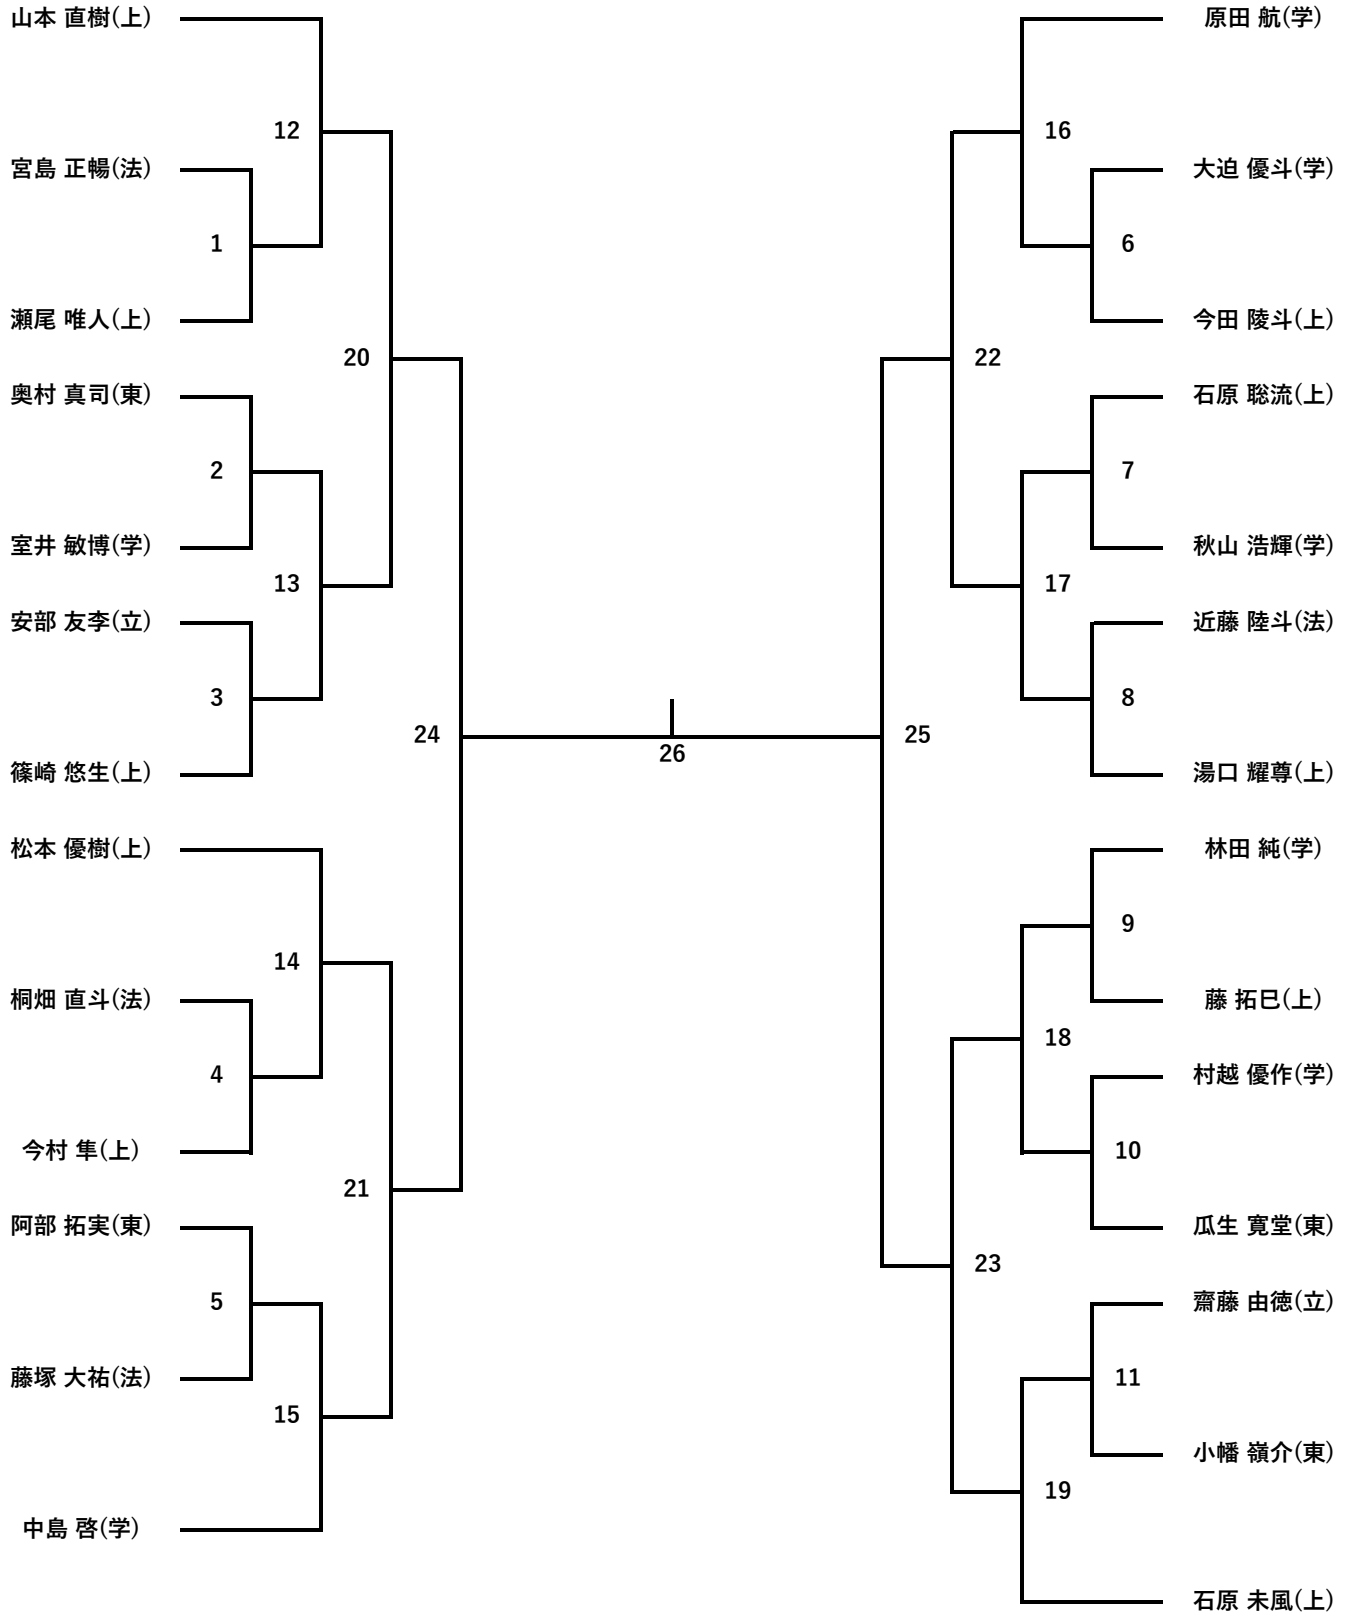 山本 直樹(上)
12
宮島 正暢(法)
1
瀬尾 唯人(上)
20
奥村 真司(東)
2
室井 敏博(学)
13
安部 友李(立)
3
篠崎 悠生(上)
24
松本 優樹(上)
14
桐畑 直斗(法)
4
今村 隼(上)
21
阿部 拓実(東)
5
藤塚 大祐(法)
15
中島 啓(学)
26
原田 航(学)
16
大迫 優斗(学)
6
今田 陵斗(上)
22
石原 聡流(上)
7
秋山 浩輝(学)
17
近藤 陸斗(法)
8
湯口 耀尊(上)
25
林田 純(学)
9
藤 拓巳(上)
18
村越 優作(学)
10
瓜生 寛堂(東)
23
齋藤 由徳(立)
11
小幡 嶺介(東)
19
石原 未風(上)